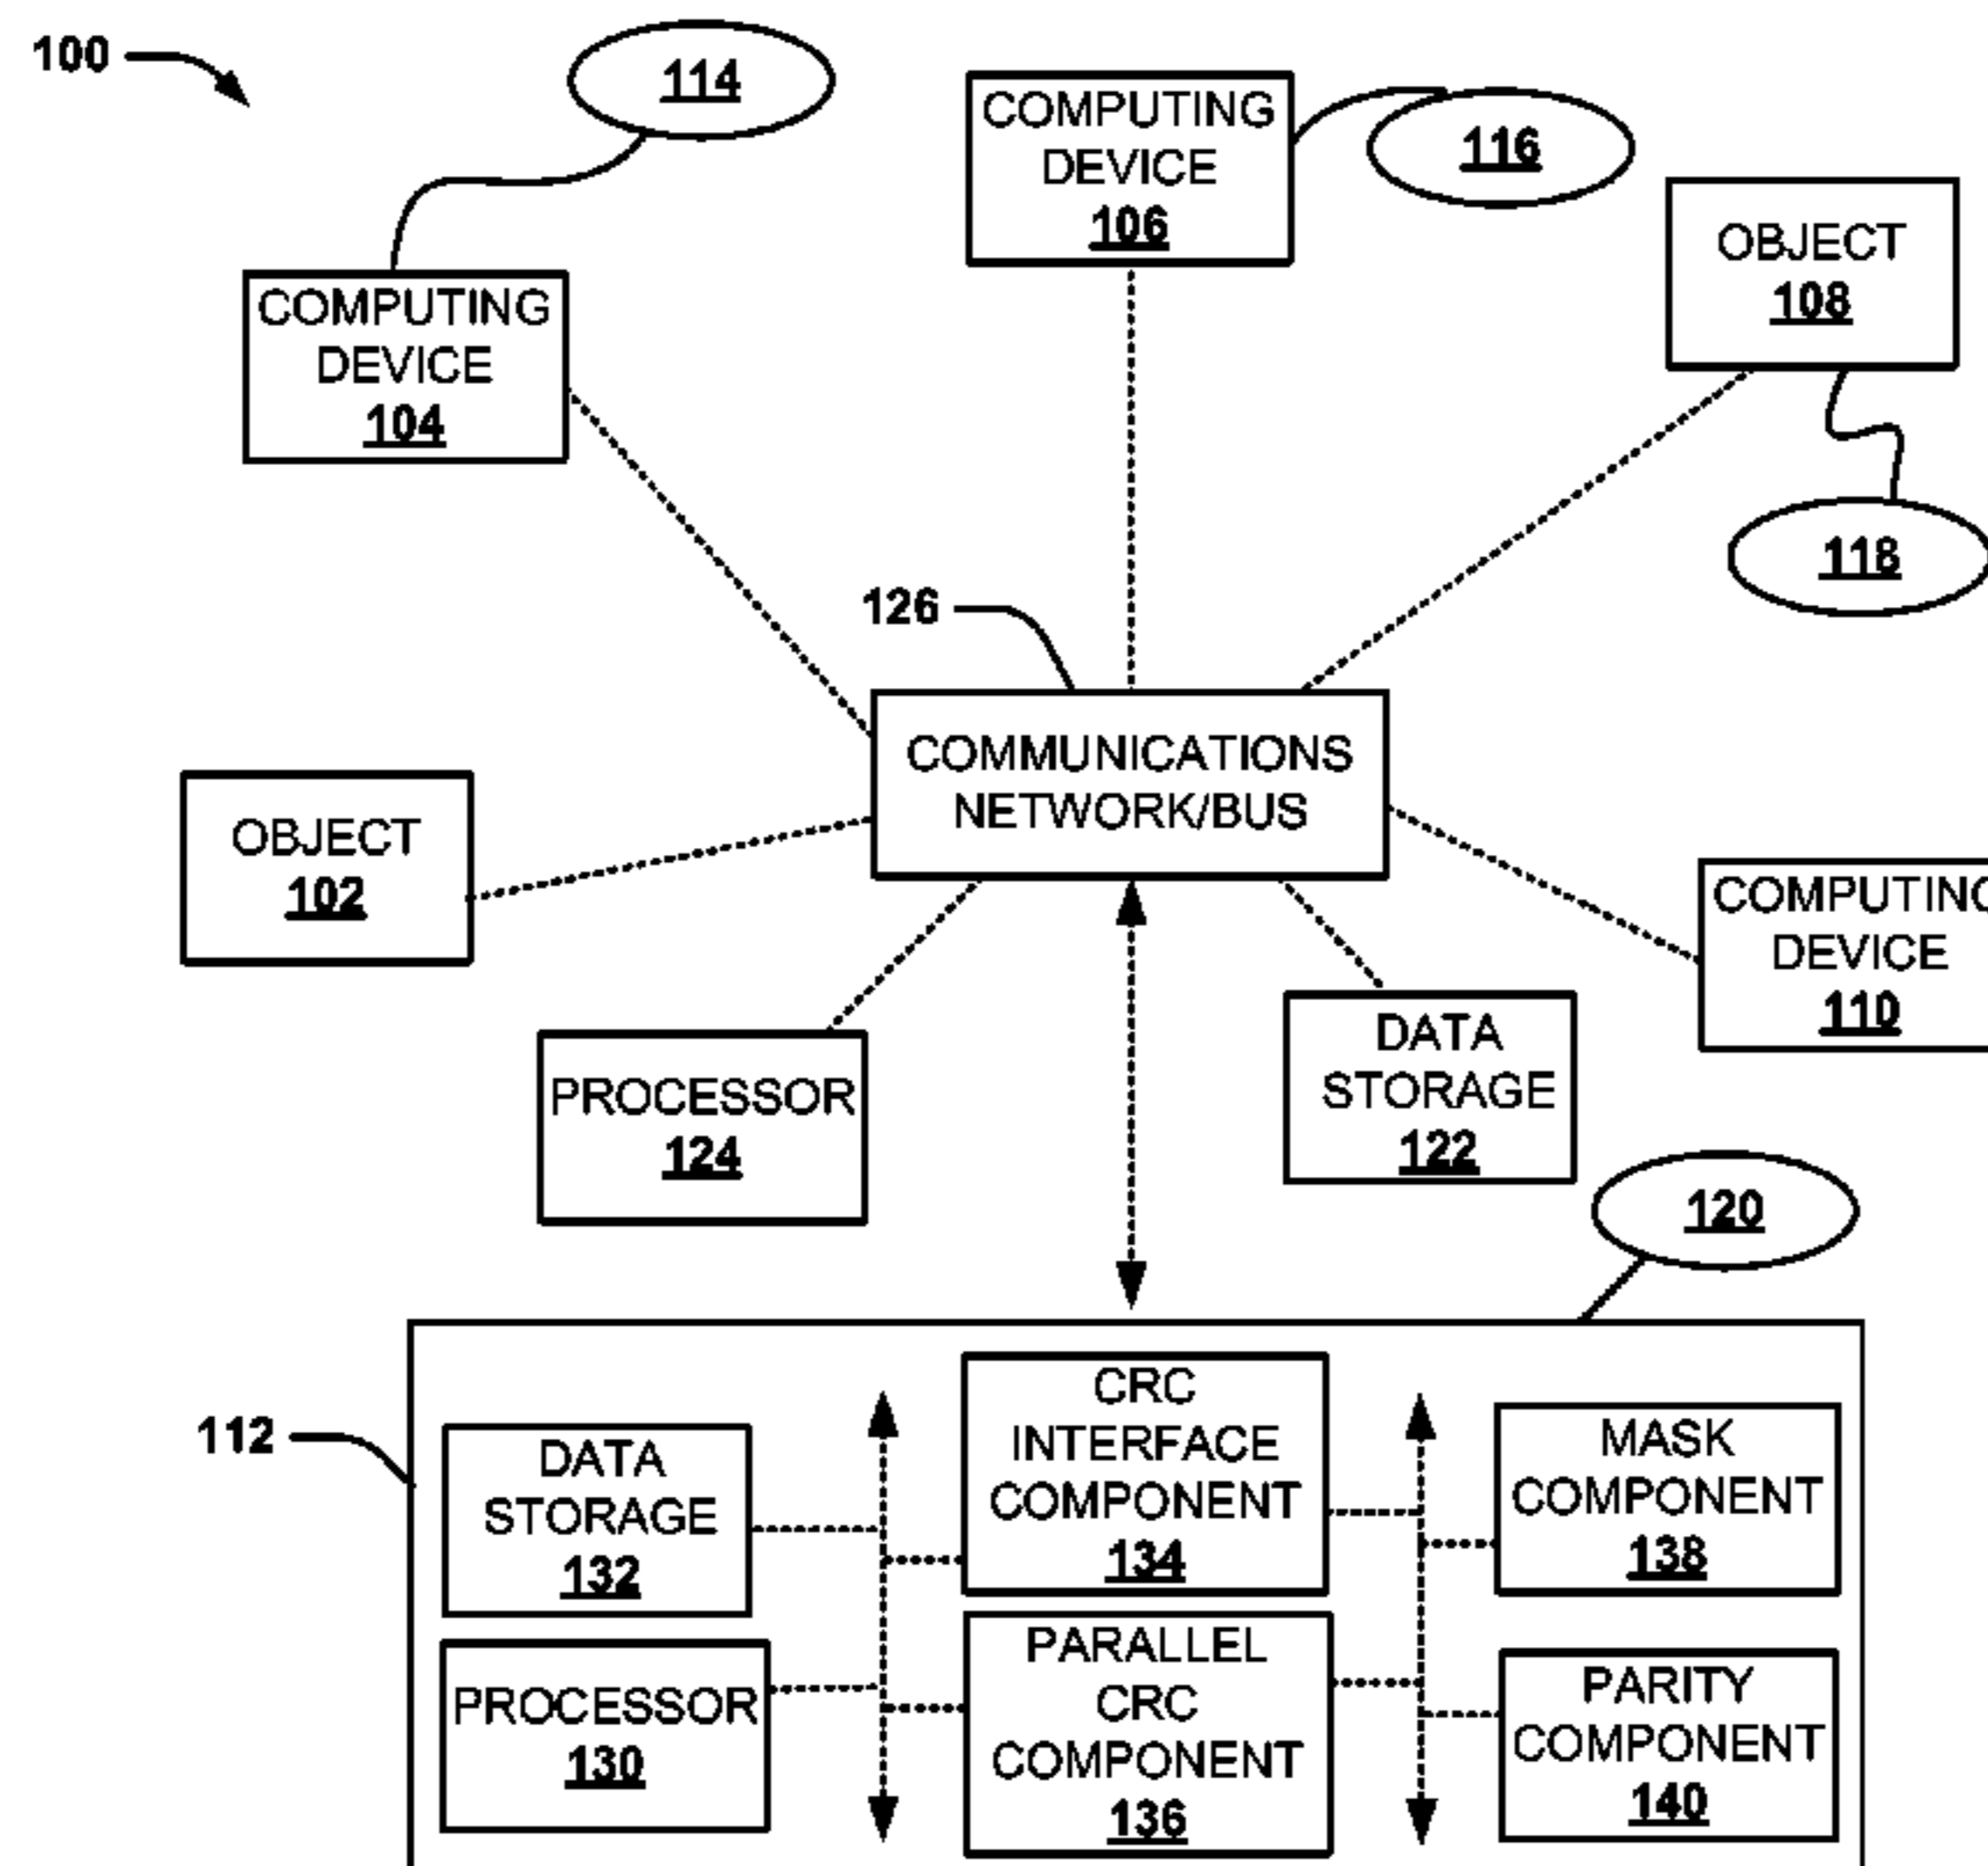 100
114
COMPUTING
DEVICE
106
116
OBJECT
108
COMPUTING
DEVICE
104
118
126
COMMUNICATIONS
NETWORK/BUS
OBJECT
102
COMPUTING
DEVICE
110
DATA
STORAGE
122
PROCESSOR
124
120
112
DATA
STORAGE
132
CRC
INTERFACE
COMPONENT
134
MASK
COMPONENT
138
PROCESSOR
130
PARALLEL
CRC
COMPONENT
136
PARITY
COMPONENT
140